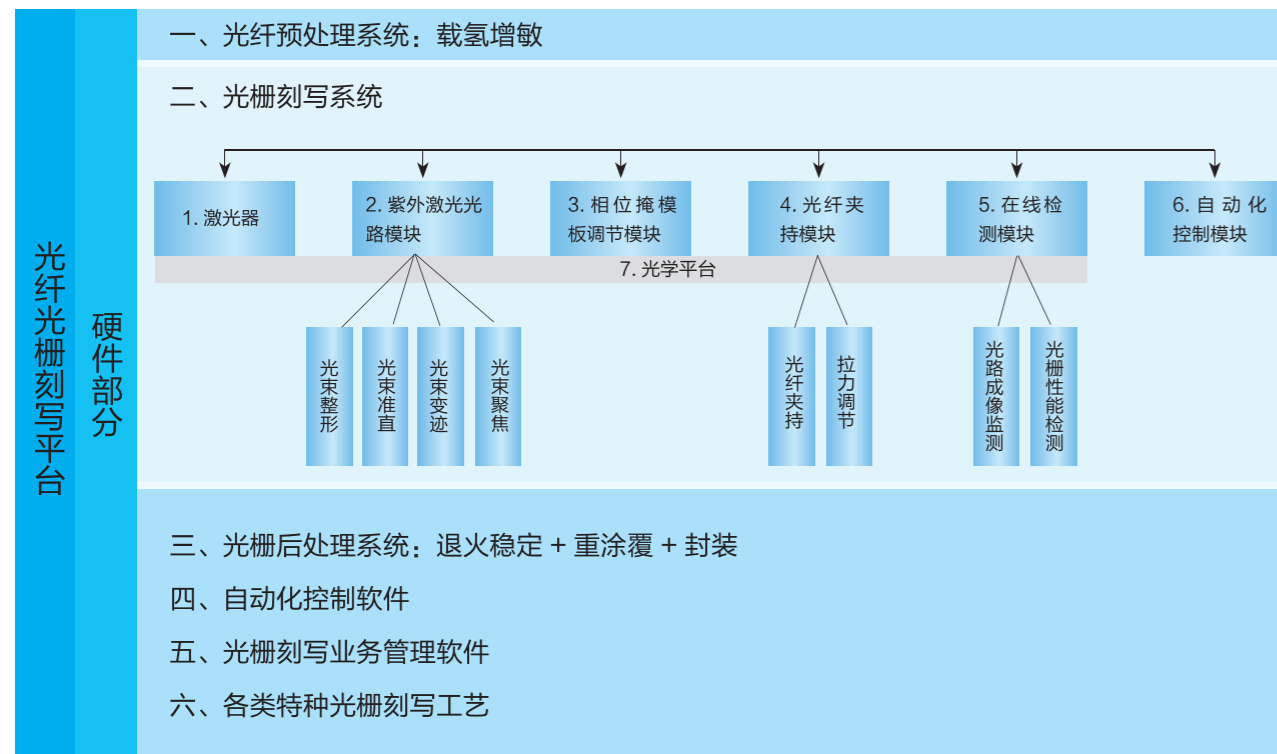 光纤光栅刻写平台
硬件部分
一、光纤预处理系统：载氢增敏
二、光栅刻写系统
1. 激光器
2. 紫外激光光
路模块
3. 相位掩模
板调节模块
4. 光纤夹
持模块
5. 在线检
测模块
6. 自动化
控制模块
7. 光学平台
光束整形
光束准直
光束变迹
光束聚焦
光纤夹持
拉力调节
光路成像监测
光栅性能检测
三、光栅后处理系统：退火稳定 + 重涂覆 + 封装
四、自动化控制软件
五、光栅刻写业务管理软件
六、各类特种光栅刻写工艺